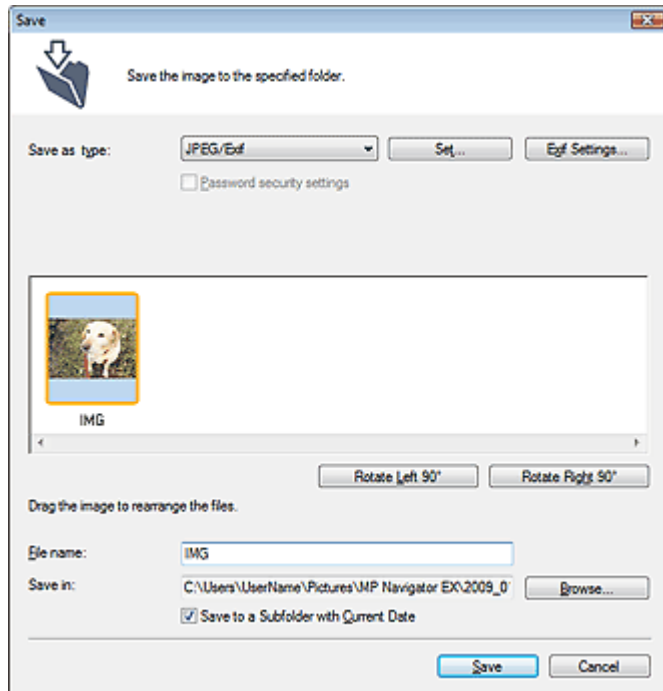 Save
Save the image to the specified folder.
Save as type: JPEG/Exif Set... Exif Settings...
Password security settings
IMG
Rotate Left 90° Rotate Right 90°
Drag the image to rearrange the files.
File name: IMG
Save in: C:\Users\UserName\Pictures\MP Navigator EX\2009_0 Browse...
Save to a Subfolder with Current Date
Save Cancel